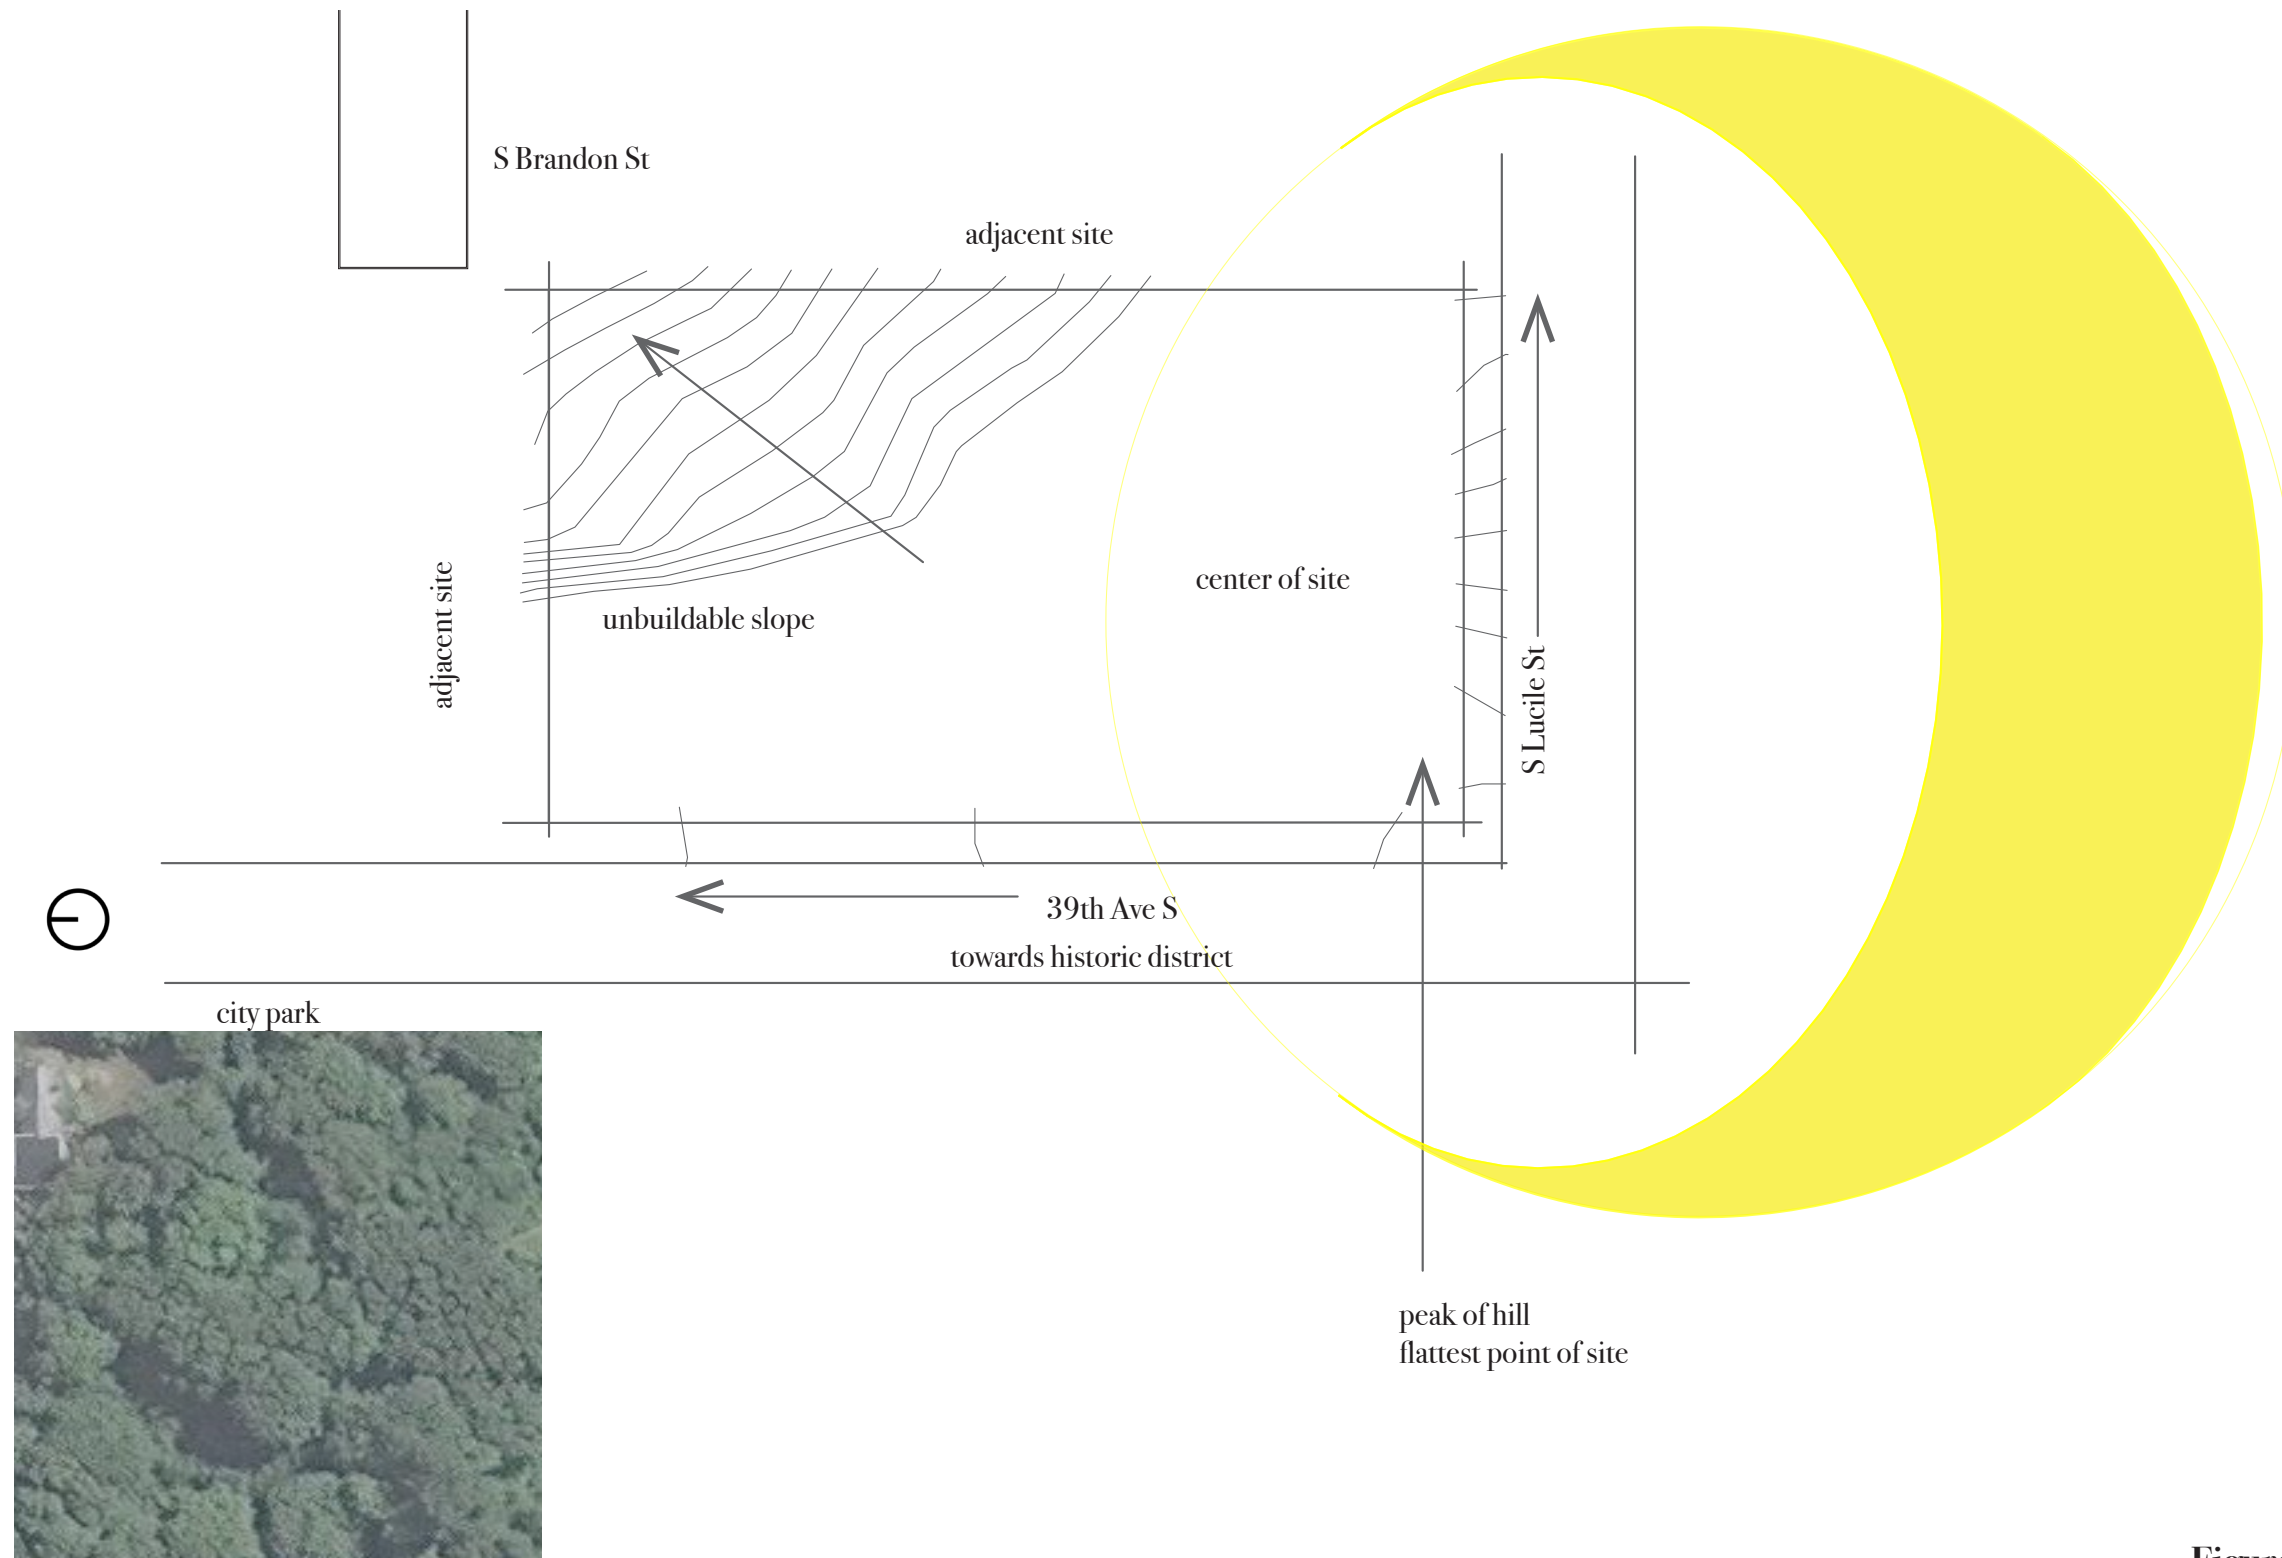 S Brandon St
adjacent site
adjacent site
center of site
unbuildable slope
S Lucile St
39th Ave S
towards historic district
city park
peak of hill
flattest point of site